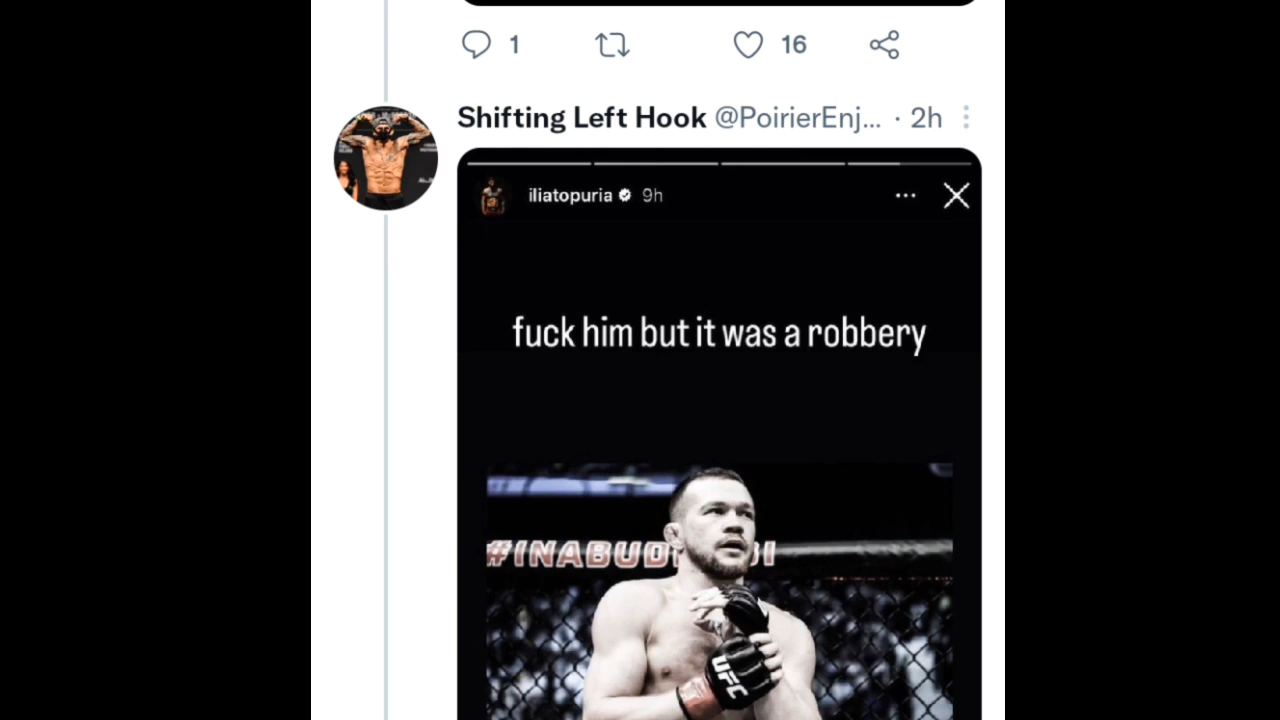 1 16
Shifting Left Hook @PoirierEnj... · 2h
iliatopuria 9h
fuck him but it was a robbery
#INABUD
UFC